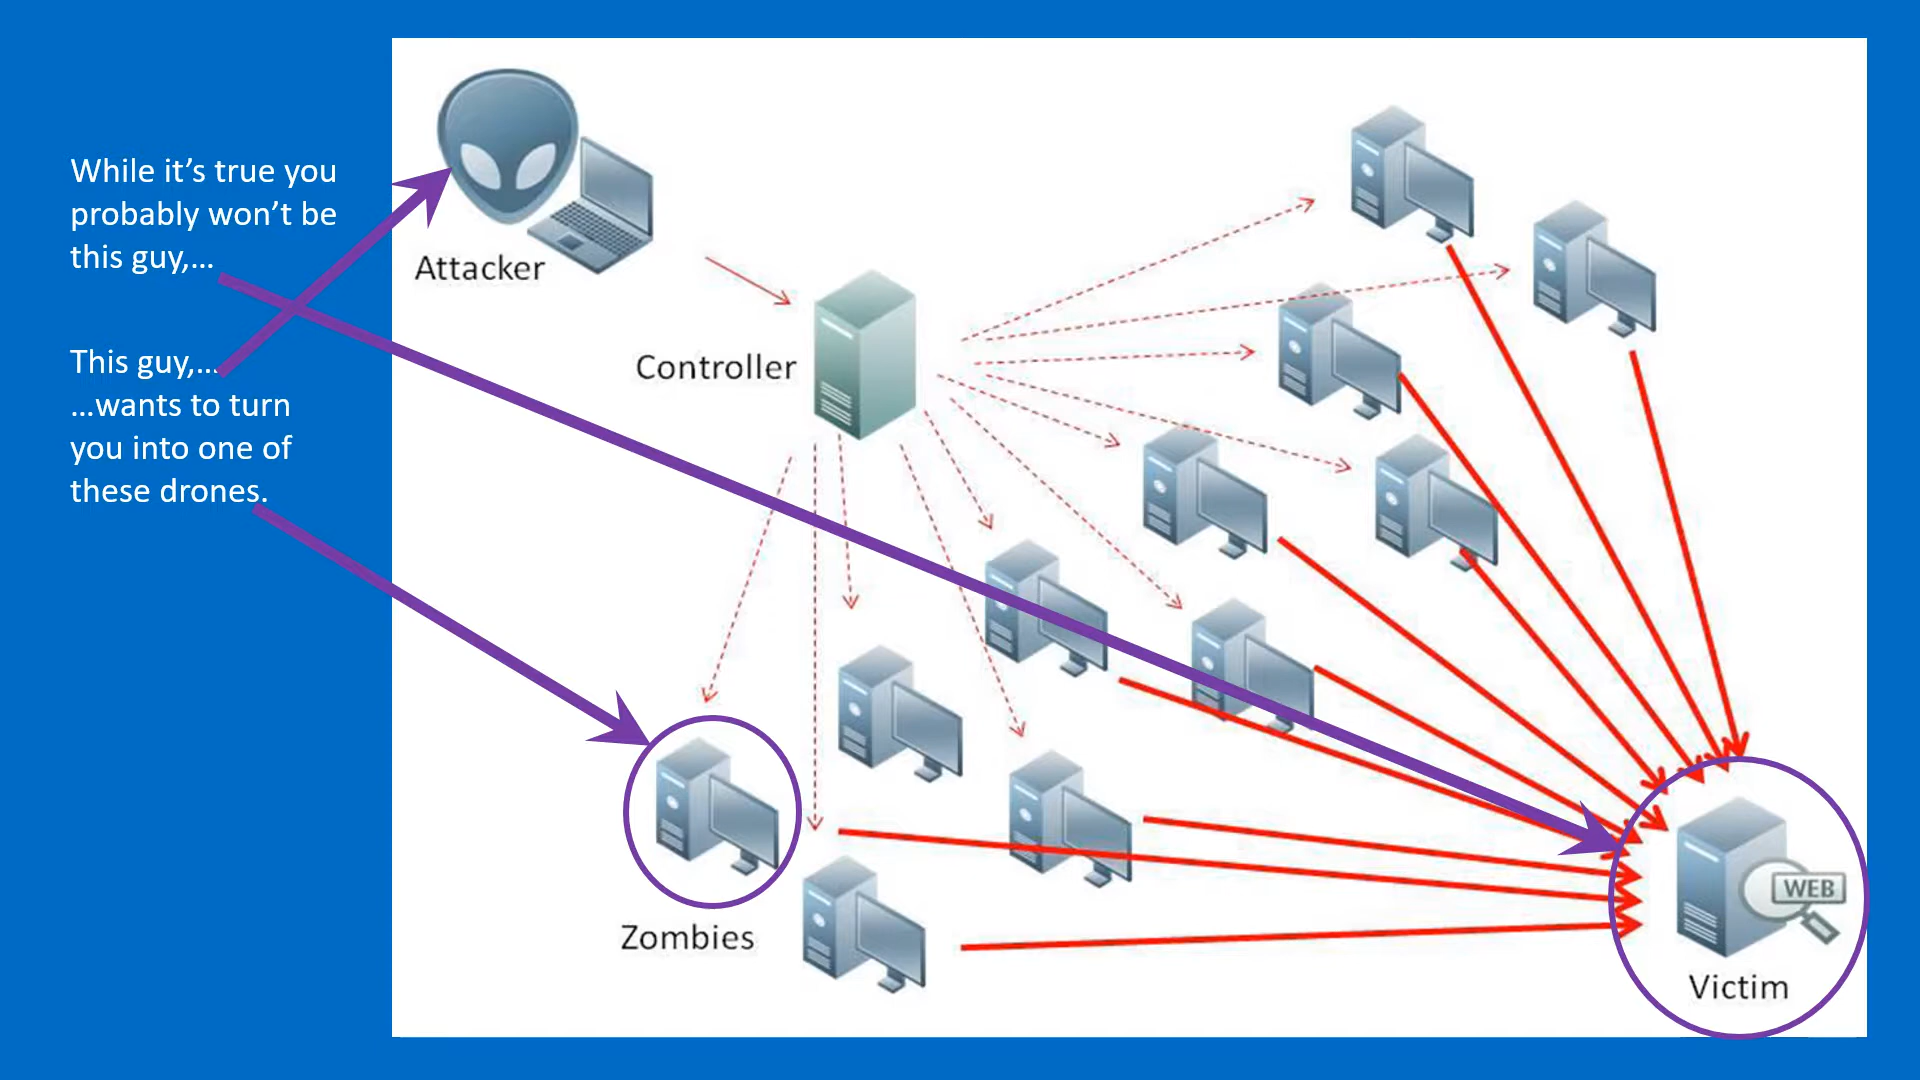 While it’s true you
probably won’t be
this guy,...
This guy,...
...wants to turn
you into one of
these drones.
Attacker
Controller
Zombies
WEB
Victim